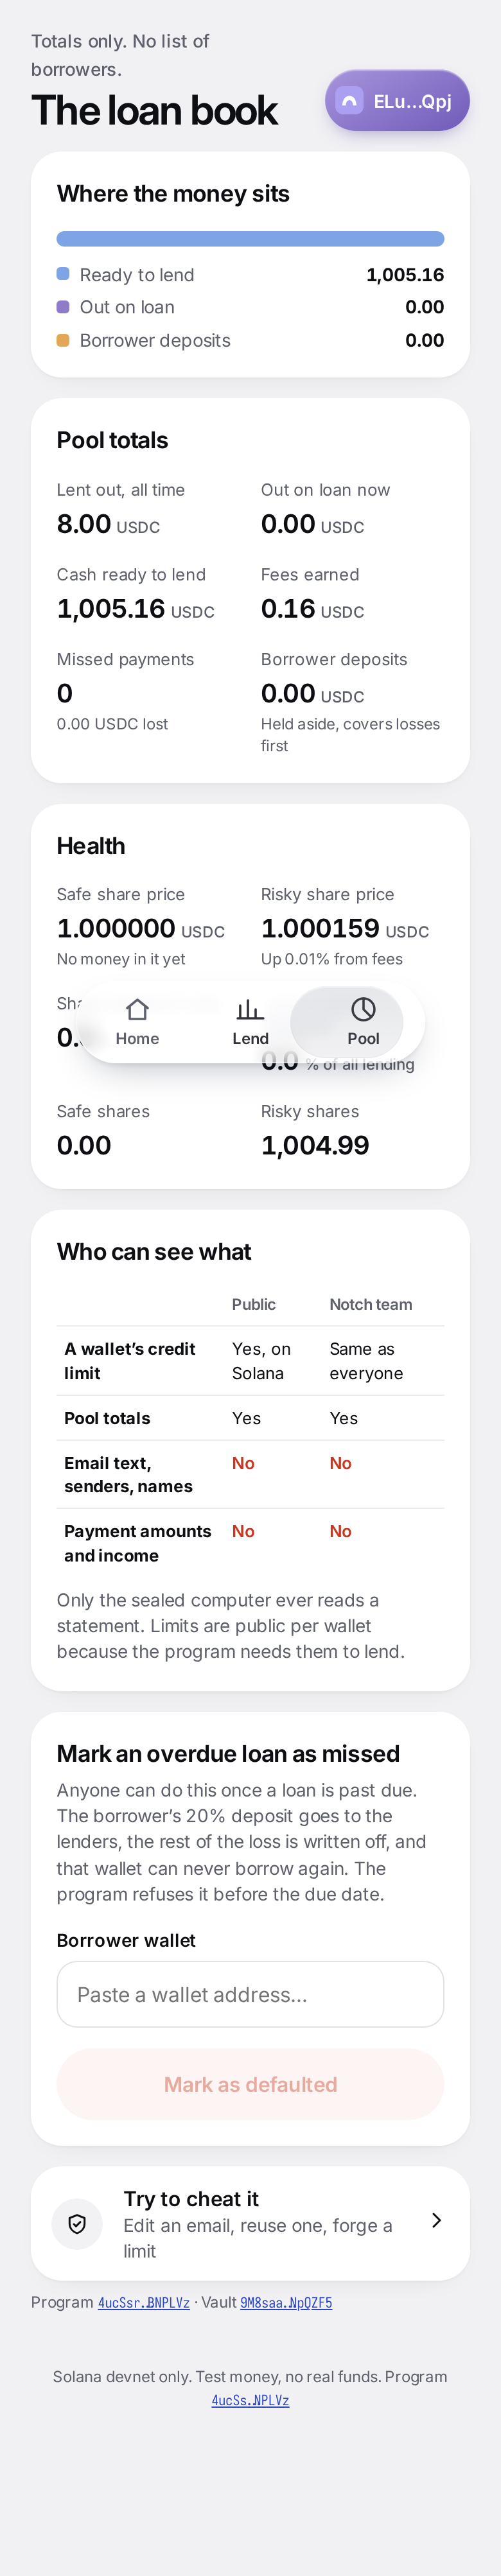 Totals only. No list of
borrowers.
The loan book
ELu...Qpj
Where the money sits
Ready to lend 1,005.16
Out on loan 0.00
Borrower deposits 0.00
Pool totals
Lent out, all time Out on loan now
8.00 USDC 0.00 USDC
Cash ready to lend Fees earned
1,005.16 USDC 0.16 USDC
Missed payments Borrower deposits
0 0.00 USDC
0.00 USDC lost Held aside, covers losses
first
Health
Safe share price Risky share price
1.000000 USDC 1.000159 USDC
No money in it yet Up 0.01% from fees
Home Lend Pool
0.0 % of all lending
Safe shares Risky shares
0.00 1,004.99
Who can see what
Public Notch team
A wallet’s credit Yes, on Same as
limit Solana everyone
Pool totals Yes Yes
Email text, No No
senders, names
Payment amounts No No
and income
Only the sealed computer ever reads a
statement. Limits are public per wallet
because the program needs them to lend.
Mark an overdue loan as missed
Anyone can do this once a loan is past due.
The borrower’s 20% deposit goes to the
lenders, the rest of the loss is written off, and
that wallet can never borrow again. The
program refuses it before the due date.
Borrower wallet
Paste a wallet address...
Mark as defaulted
Try to cheat it
Edit an email, reuse one, forge a
limit
Program 4ucSsr…BNPLVz · Vault 9M8saa…NpQZF5
Solana devnet only. Test money, no real funds. Program
4ucSs…NPLVz